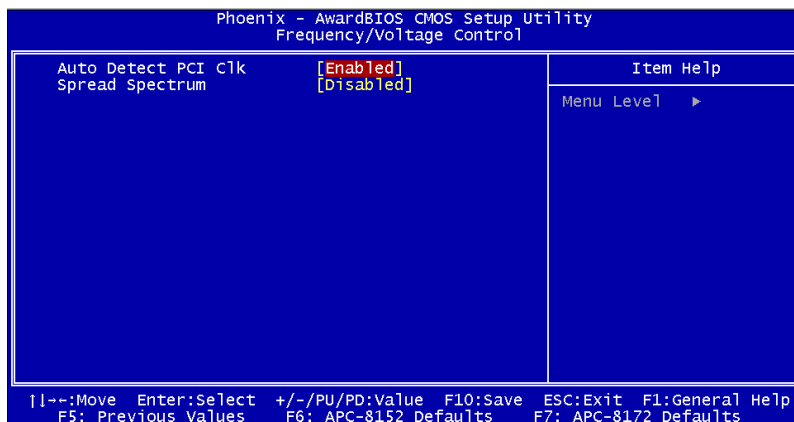 Phoenix - AwardBIOS CMOS Setup Utility
Frequency/Voltage Control
Auto Detect PCI Clk [Enabled]
Spread Spectrum [Disabled]
Item Help
Menu Level ▶
↑↓→←:Move Enter:Select +/-/PU/PD:Value F10:Save ESC:Exit F1:General Help
F5: Previous Values F6: APC-8152 Defaults F7: APC-8172 Defaults